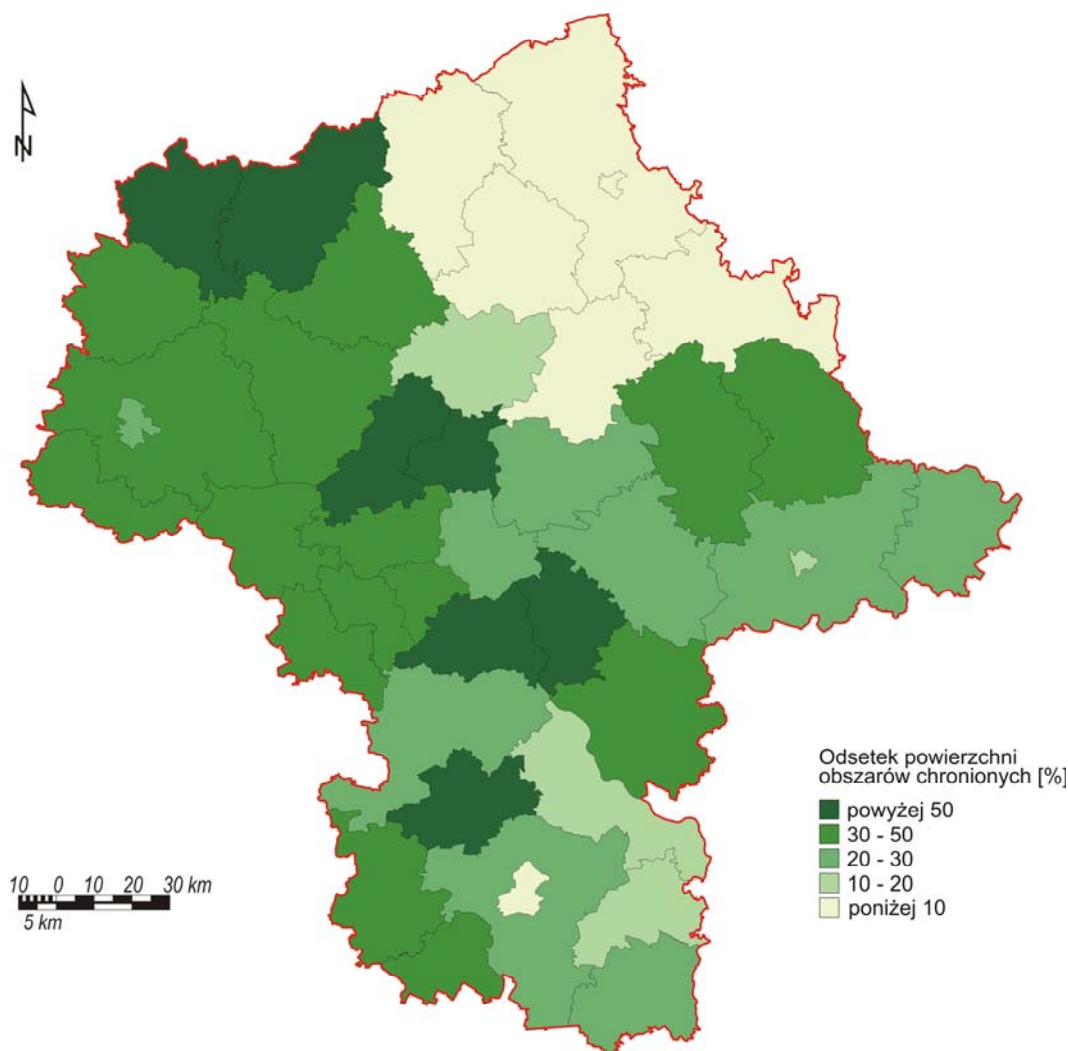 N
Odsetek powierzchni
obszarów chronionych [%]
powyżej 50
30 - 50
20 - 30
10 - 20
poniżej 10
10 0 10 20 30 km
5 km